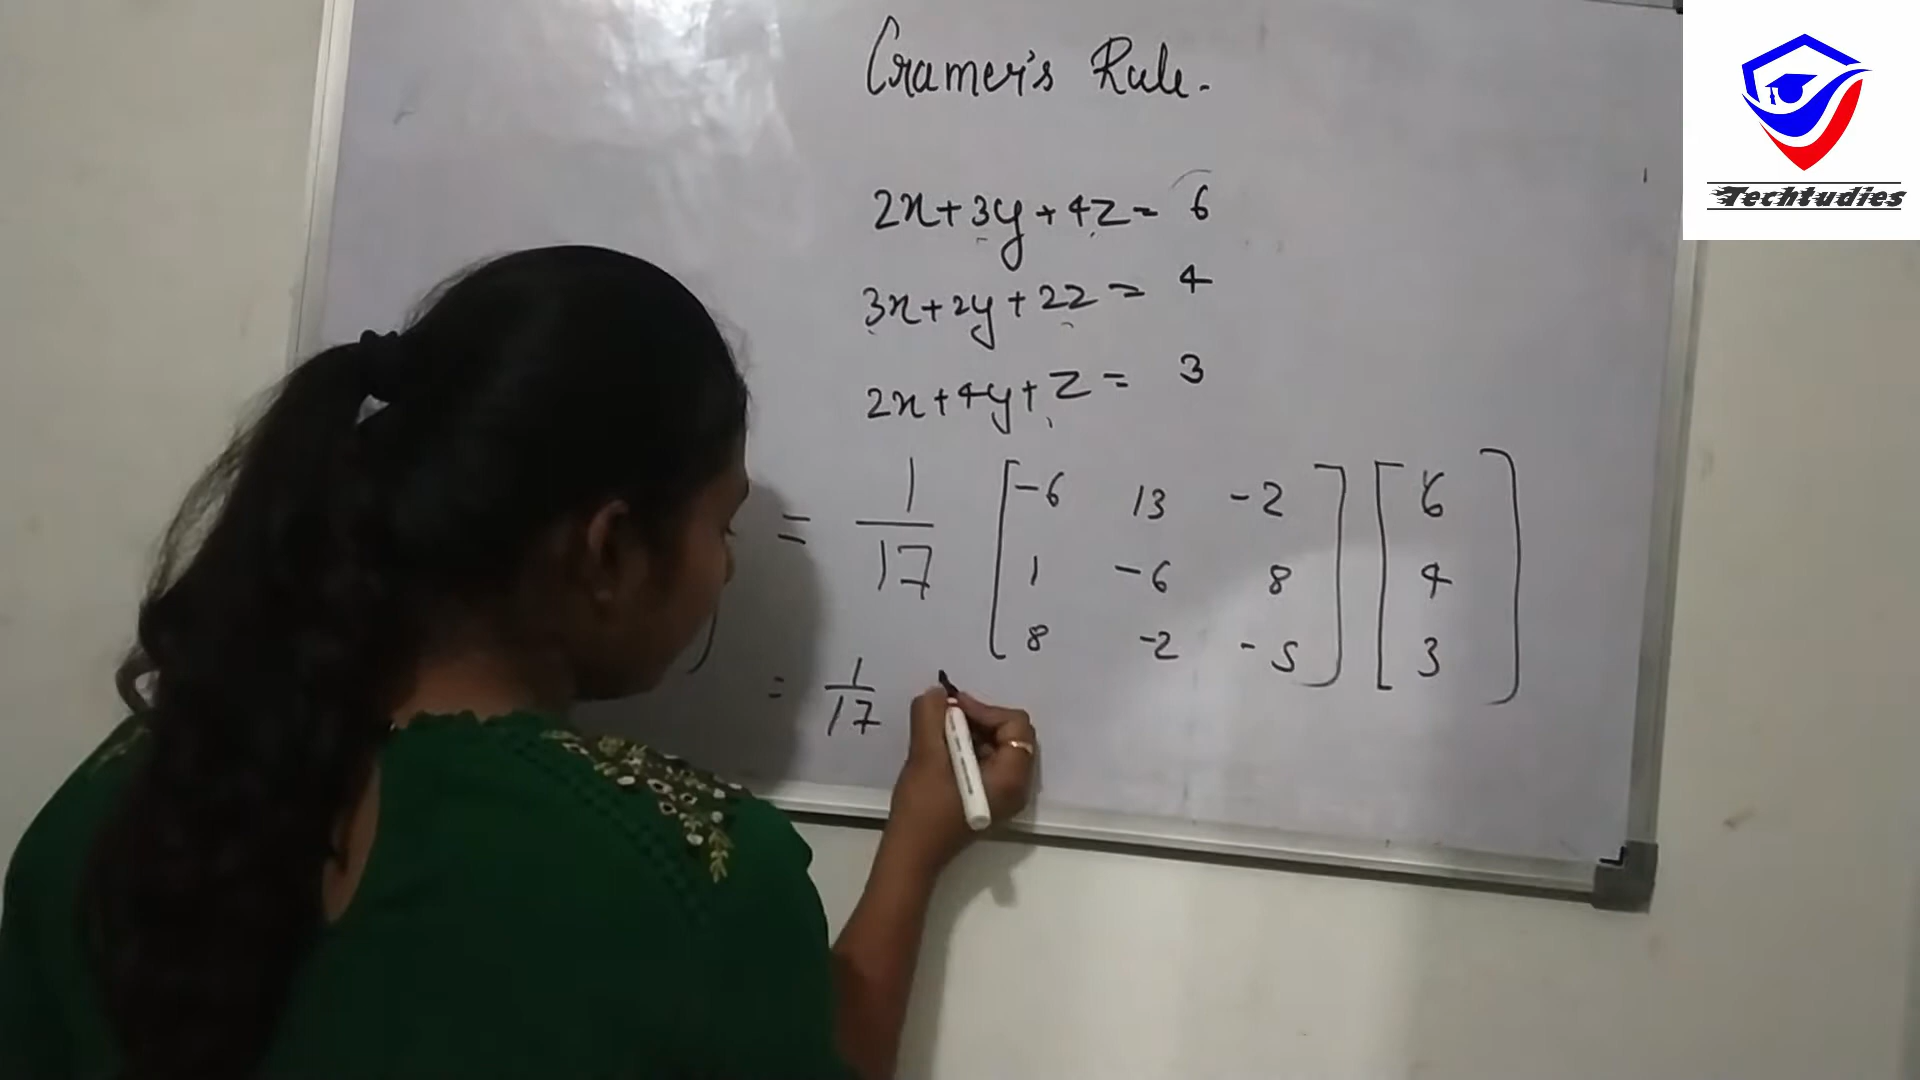 Cramer's Rule.
Techtudies
2x+3y+4z= 6
3x+2y+2z= 4
2x+4y+z= 3
= 1/17 [-6 13 -2] [6]
[1 -6 8] [4]
[8 -2 -5] [3]
= 1/17